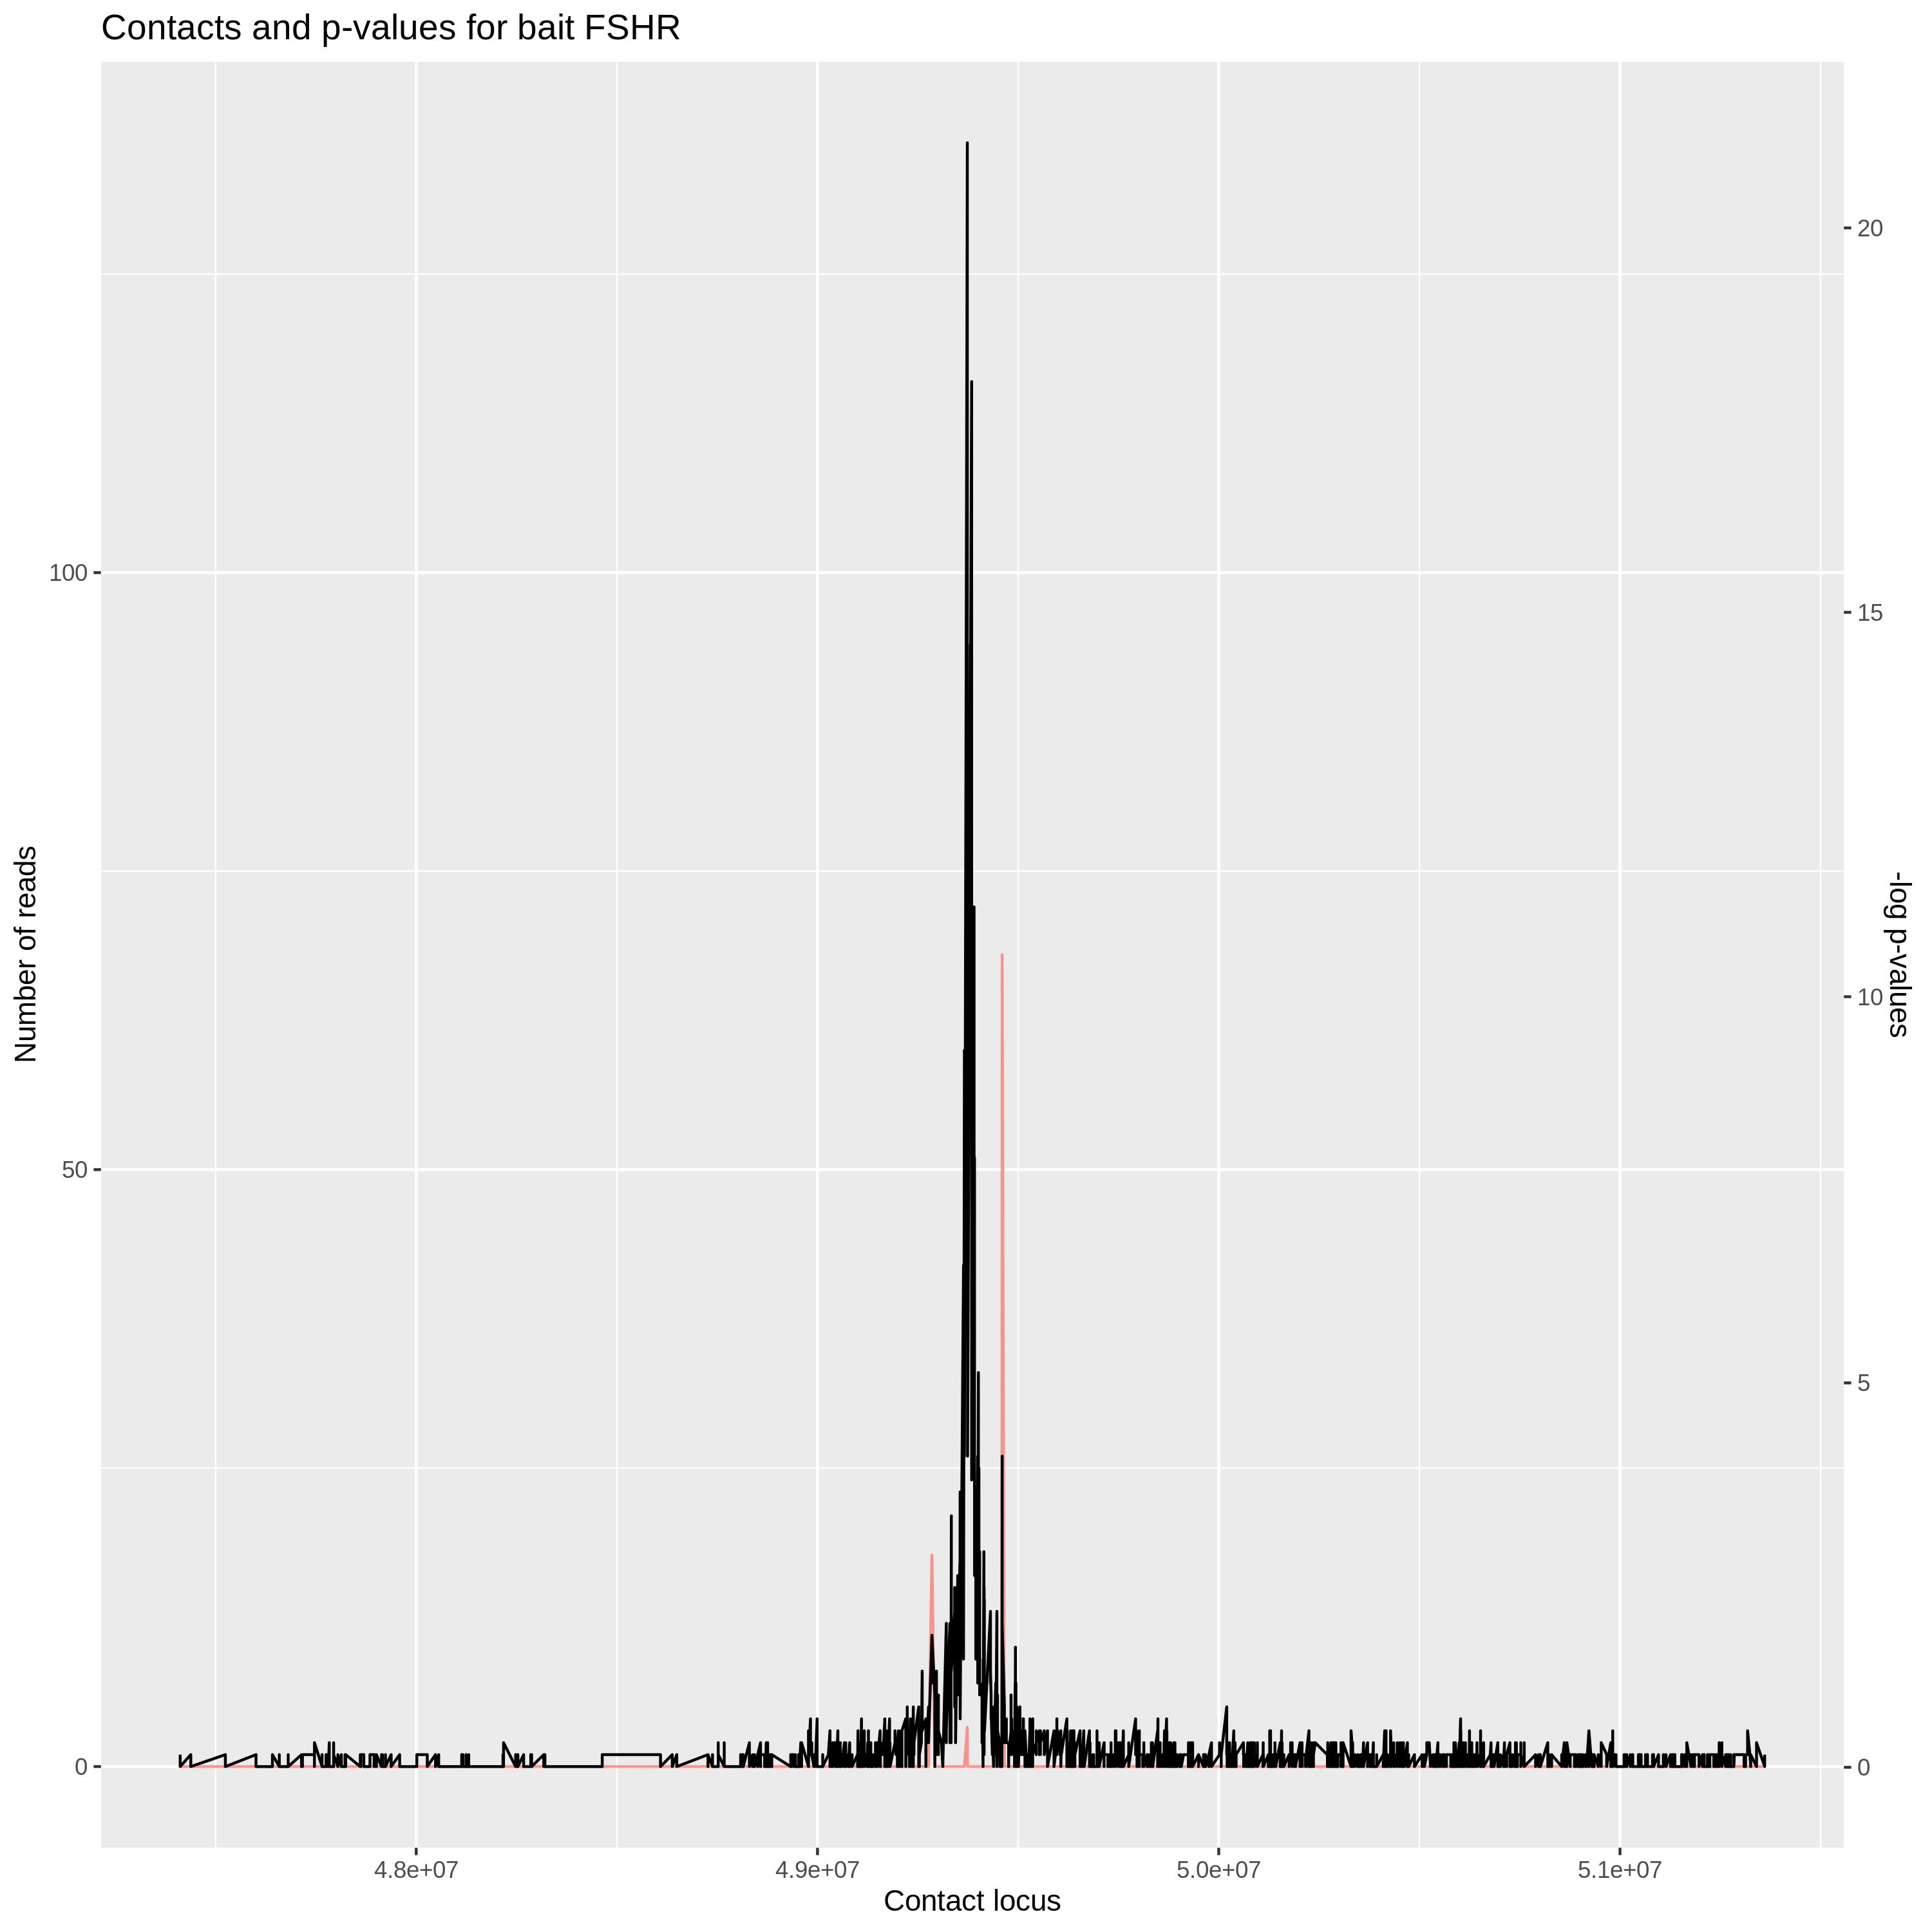 Contacts and p-values for bait FSHR
Number of reads
100
50
0
20
15
10
5
0
-log p-values
4.8e+07
4.9e+07
5.0e+07
5.1e+07
Contact locus